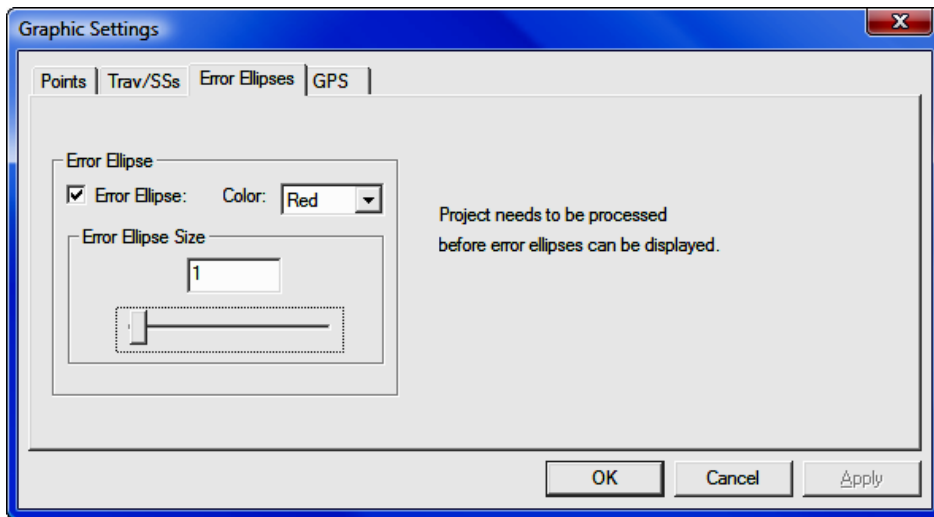 Graphic Settings
Points Trav/SSs Error Ellipses GPS
Error Ellipse
Error Ellipse: Color: Red
Error Ellipse Size
1
Project needs to be processed
before error ellipses can be displayed.
OK Cancel Apply